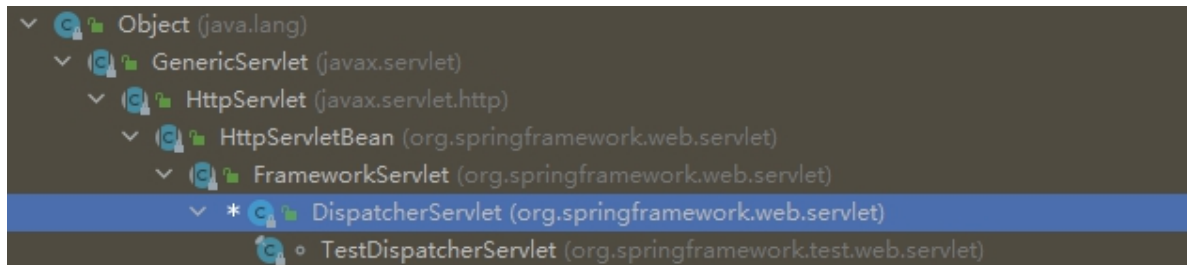 Object (java.lang)
GenericServlet (javax.servlet)
HttpServlet (javax.servlet.http)
HttpServletBean (org.springframework.web.servlet)
FrameworkServlet (org.springframework.web.servlet)
* DispatcherServlet (org.springframework.web.servlet)
TestDispatcherServlet (org.springframework.test.web.servlet)